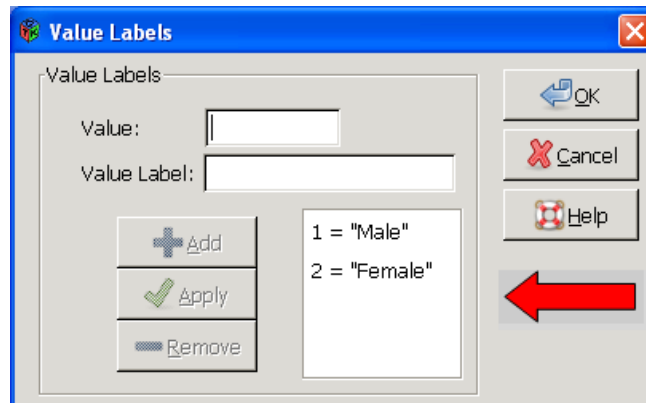 Value Labels
Value Labels
Value:
Value Label:
Add
Apply
Remove
1 = "Male"
2 = "Female"
OK
Cancel
Help